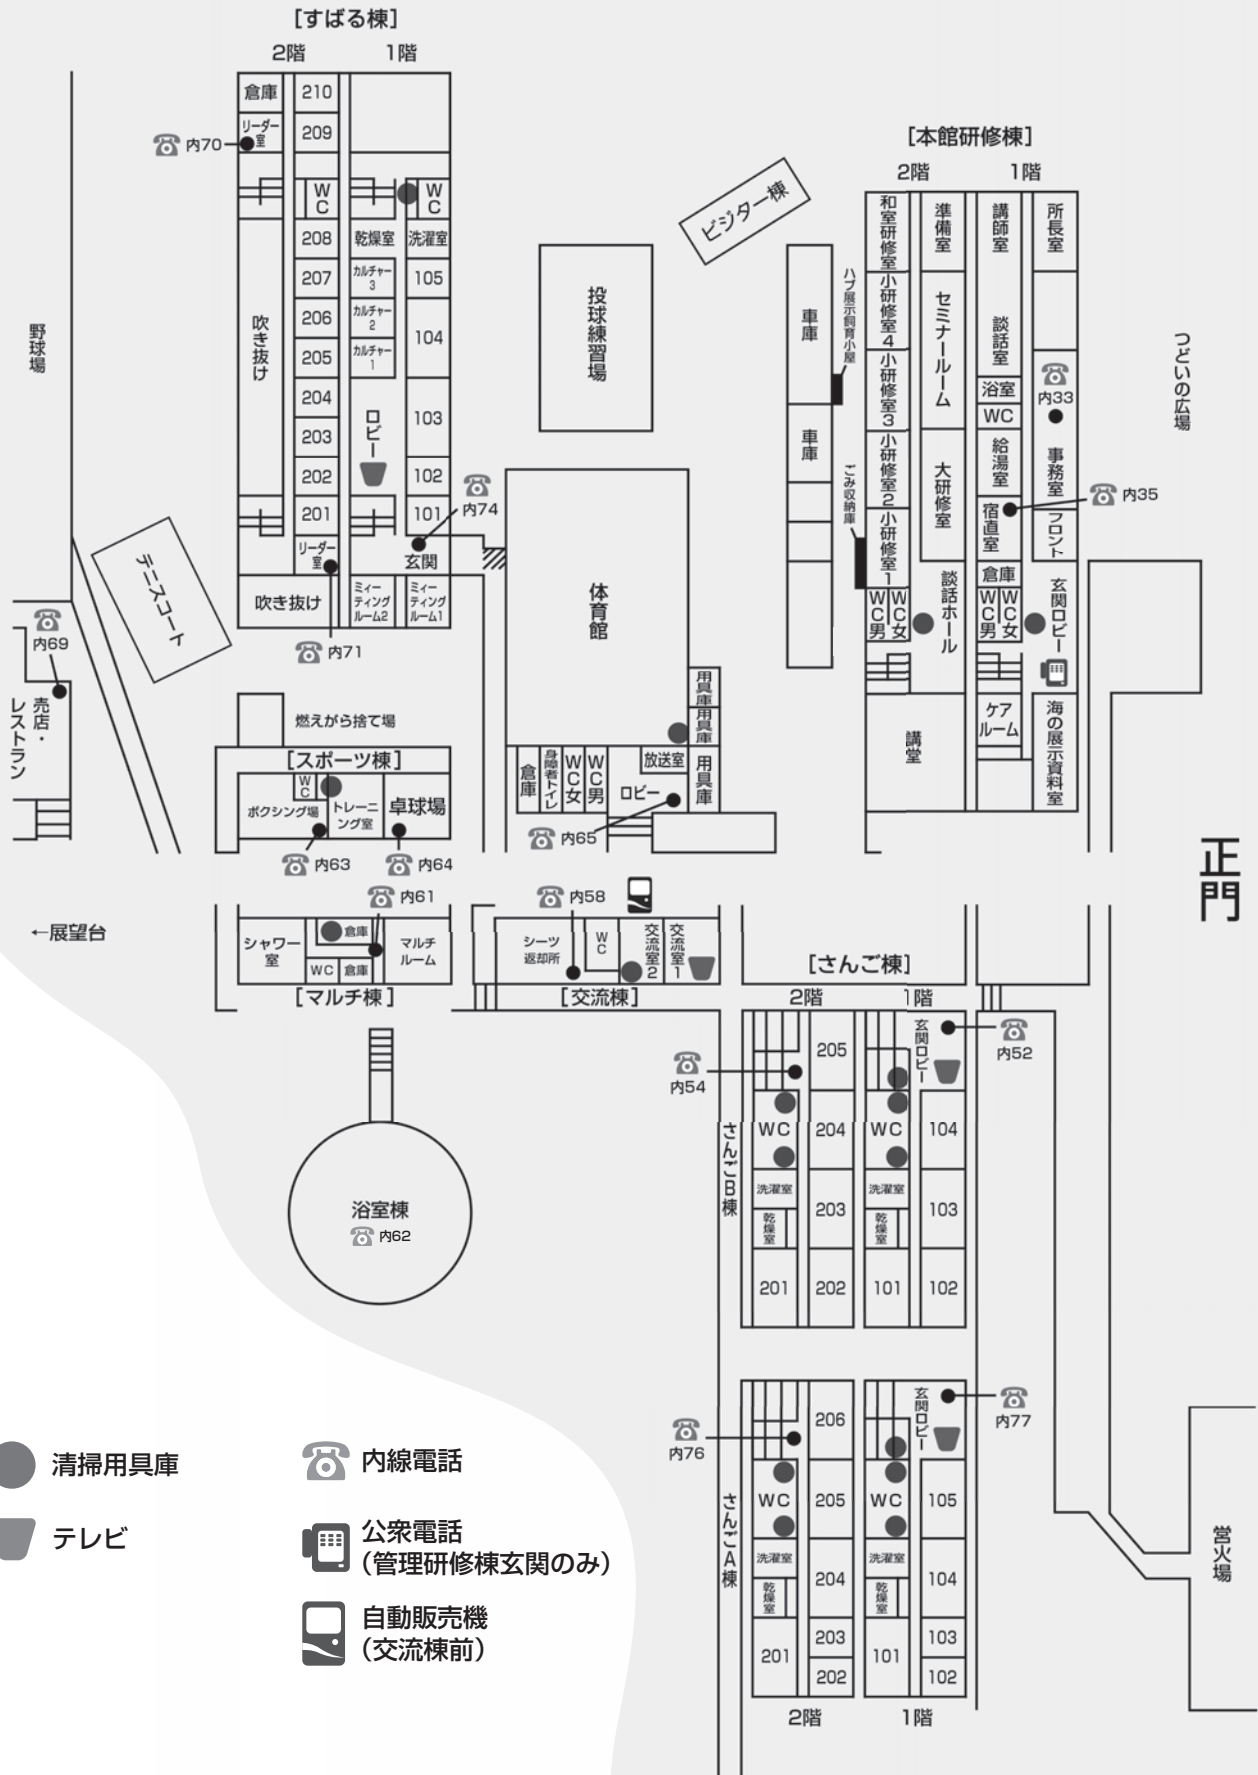 [すばる棟]
2階
1階
倉庫
210
リーダー
室
209
内70
WC
WC
208
乾燥室
洗濯室
207
カルチャー
3
105
206
カルチャー
2
104
205
カルチャー
1
吹き抜け
204
203
ロビー
103
202
102
201
101
内74
リーダー
室
玄関
吹き抜け
ミィー
ティング
ルーム2
ミィー
ティング
ルーム1
内71
野球場
テニスコート
内69
売店・
レストラン
燃えがら捨て場
[スポーツ棟]
WC
ボクシング場
トレーニ
ング室
卓球場
内63
内64
内61
←展望台
シャワー
室
倉庫
WC
倉庫
マルチ
ルーム
[マルチ棟]
投球練習場
体育館
用具庫
用具庫
用具庫
倉庫
身障者トイレ
WC女
WC男
放送室
ロビー
内65
内58
シーツ
返却所
WC
交流室2
交流室1
[交流棟]
浴室棟
内62
ビジター棟
車庫
車庫
ハブ展示飼育小屋
ごみ収納庫
[本館研修棟]
2階
1階
和室研修室
準備室
講師室
所長室
小研修室4
セミナールーム
談話室
小研修室3
浴室
WC
内33
小研修室2
大研修室
給湯室
事務室
内35
小研修室1
宿直室
フロント
談話ホール
倉庫
玄関ロビー
WC男
WC女
WC男
WC女
講堂
ケア
ルーム
海の展示資料室
つどいの広場
正門
[さんご棟]
2階
1階
205
玄関ロビー
内52
内54
さんごB棟
WC
204
WC
104
洗濯室
203
洗濯室
103
乾燥室
乾燥室
201
202
101
102
206
玄関ロビー
内77
内76
さんごA棟
WC
205
WC
105
洗濯室
204
洗濯室
104
乾燥室
乾燥室
201
203
101
103
202
102
2階
1階
営火場
清掃用具庫
テレビ
内線電話
公衆電話
(管理研修棟玄関のみ)
自動販売機
(交流棟前)